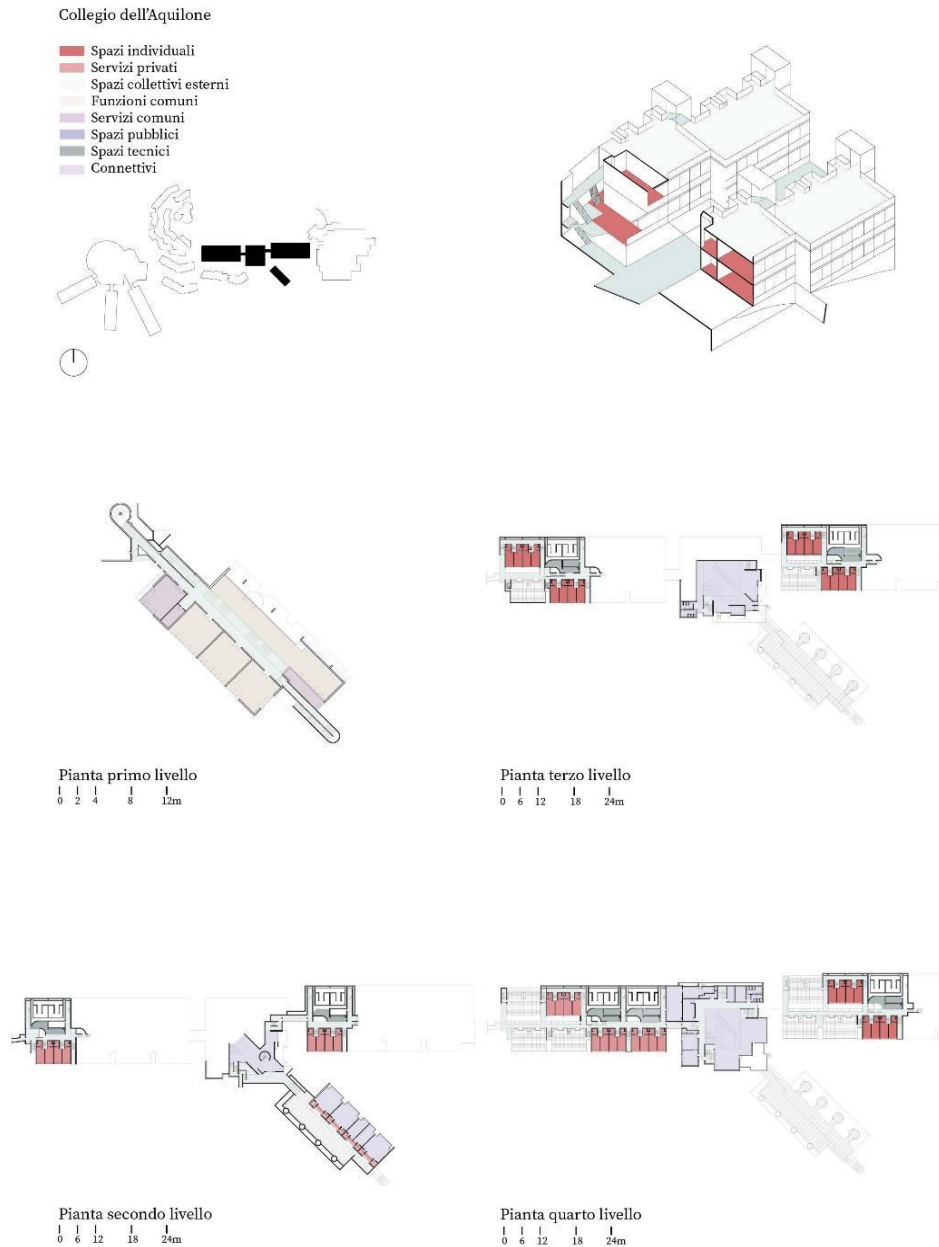 Collegio dell'Aquilone
Spazi individuali
Servizi privati
Spazi collettivi esterni
Funzioni comuni
Servizi comuni
Spazi pubblici
Spazi tecnici
Connettivi
Pianta primo livello
0 2 4 8 12m
Pianta terzo livello
0 6 12 18 24m
Pianta secondo livello
0 6 12 18 24m
Pianta quarto livello
0 6 12 18 24m